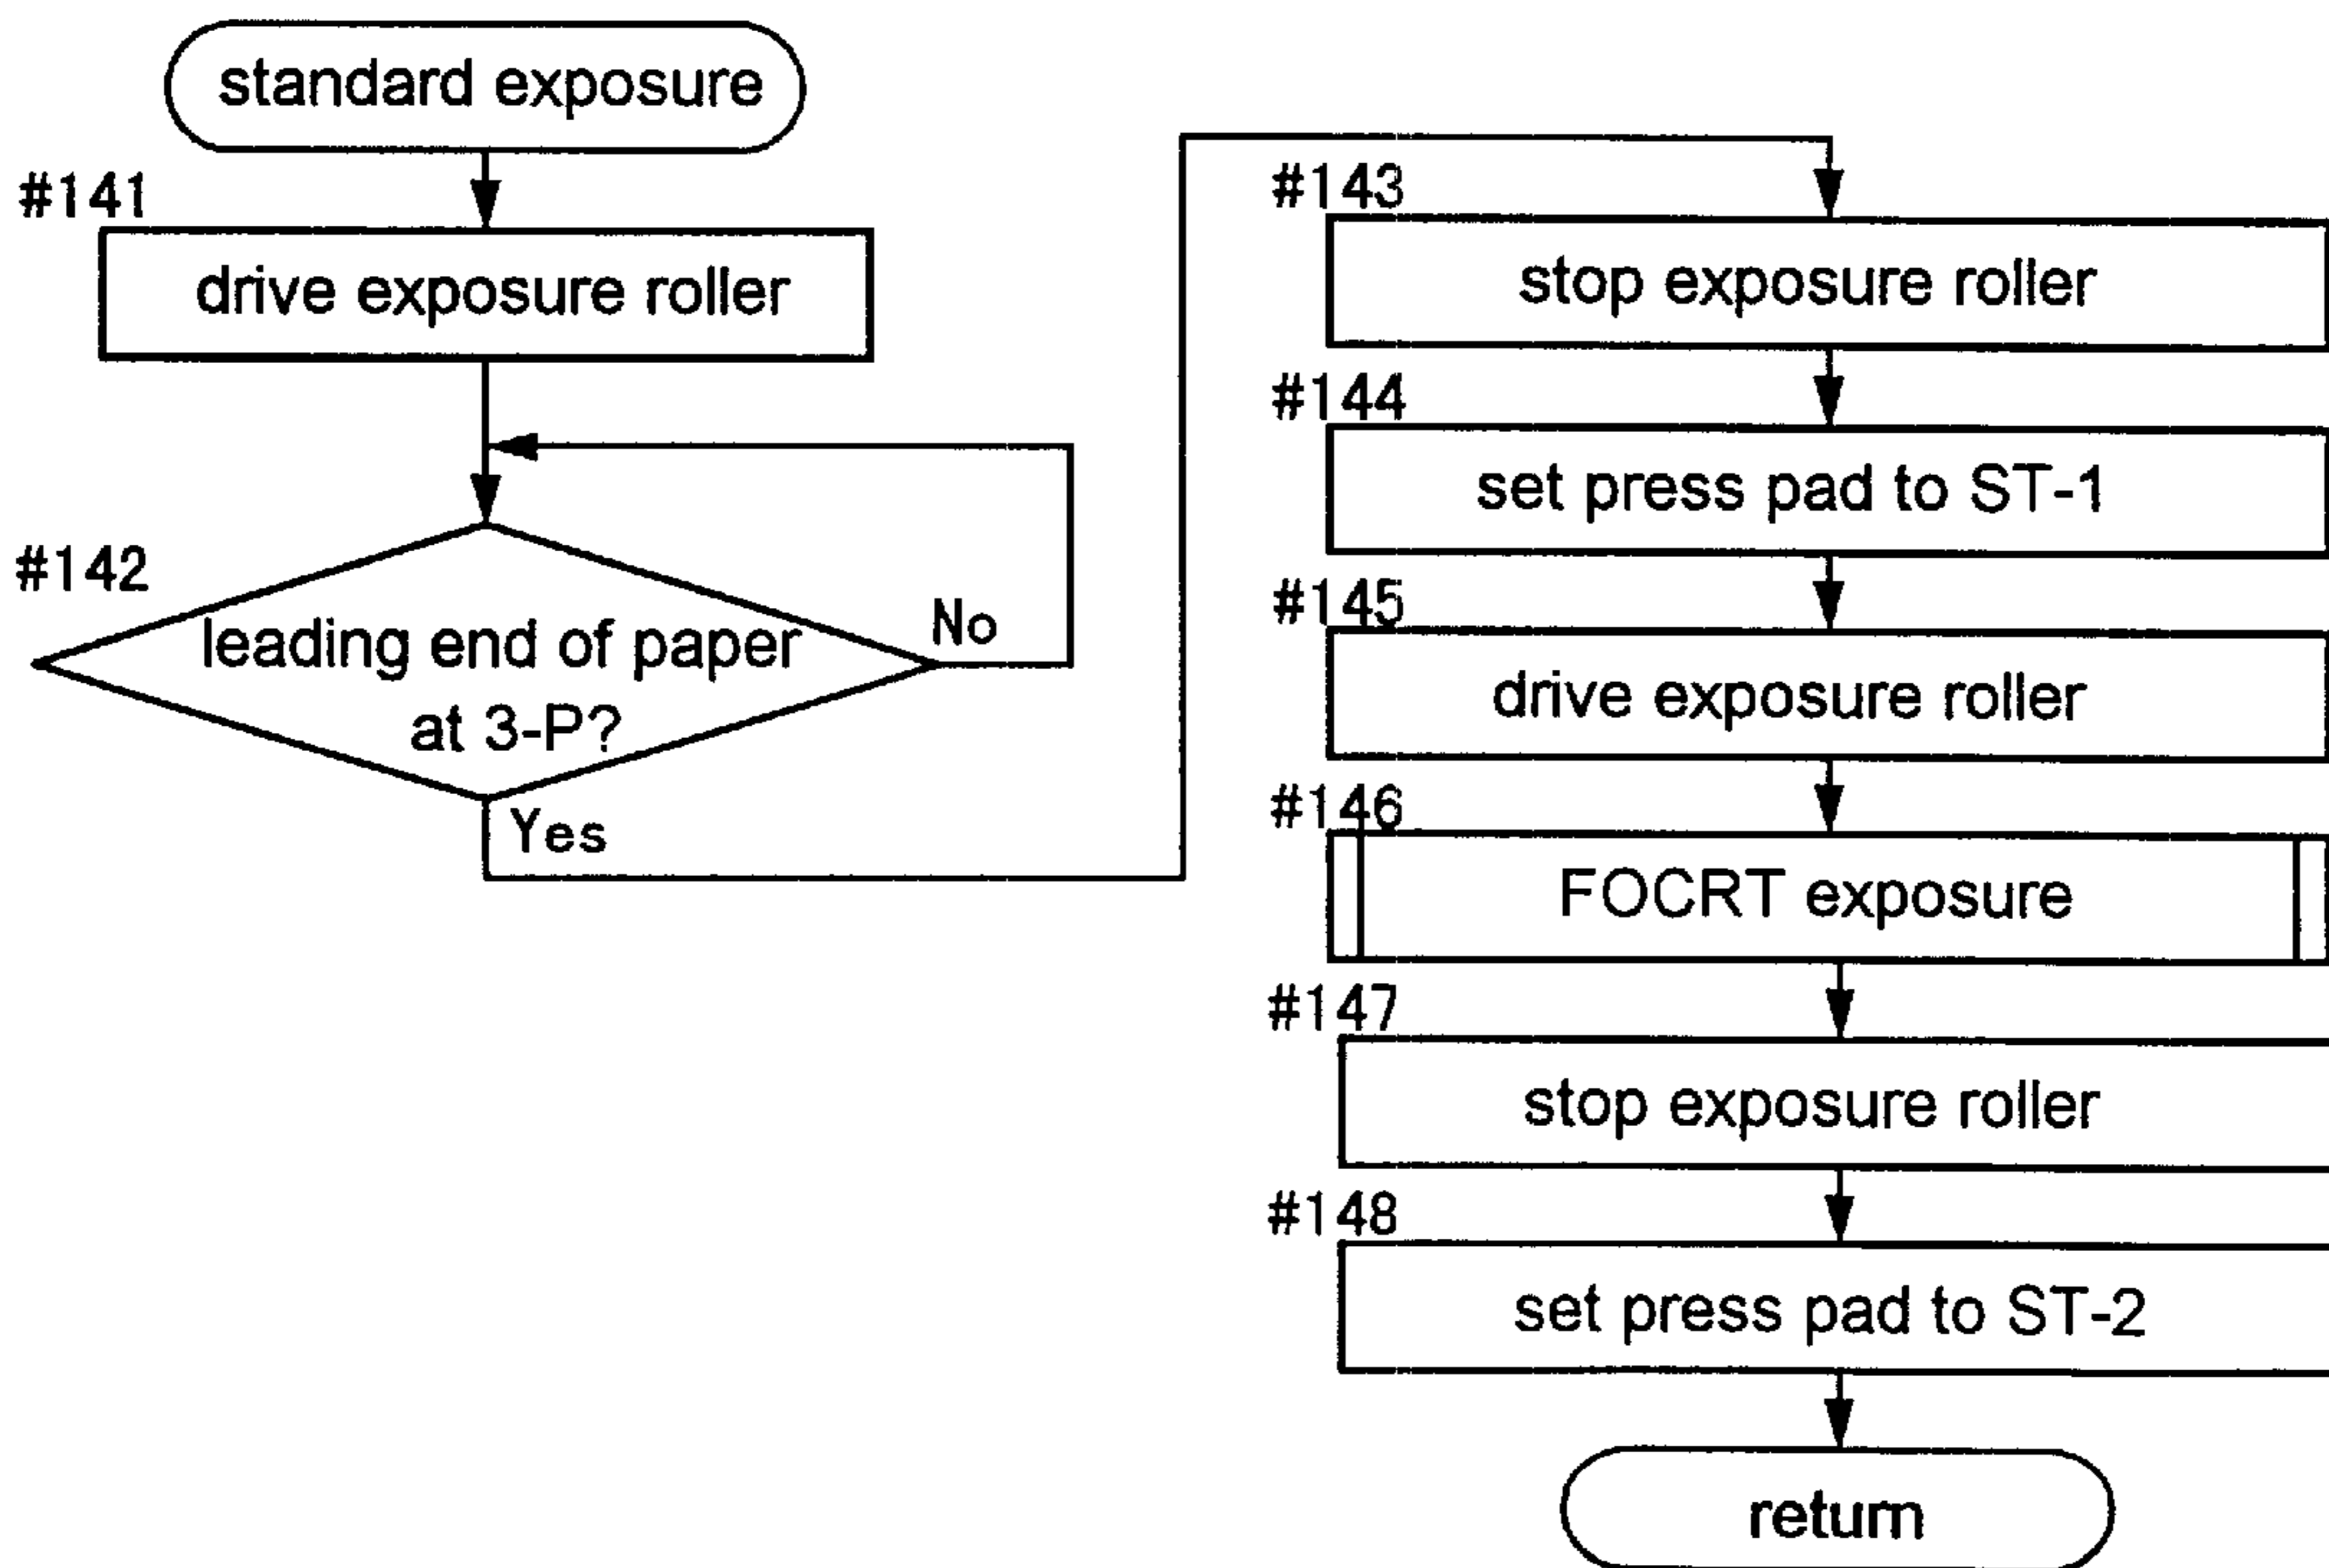 standard exposure
#141
drive exposure roller
#142
leading end of paper
at 3-P?
No
Yes
#143
stop exposure roller
#144
set press pad to ST-1
#145
drive exposure roller
#146
FOCRT exposure
#147
stop exposure roller
#148
set press pad to ST-2
return